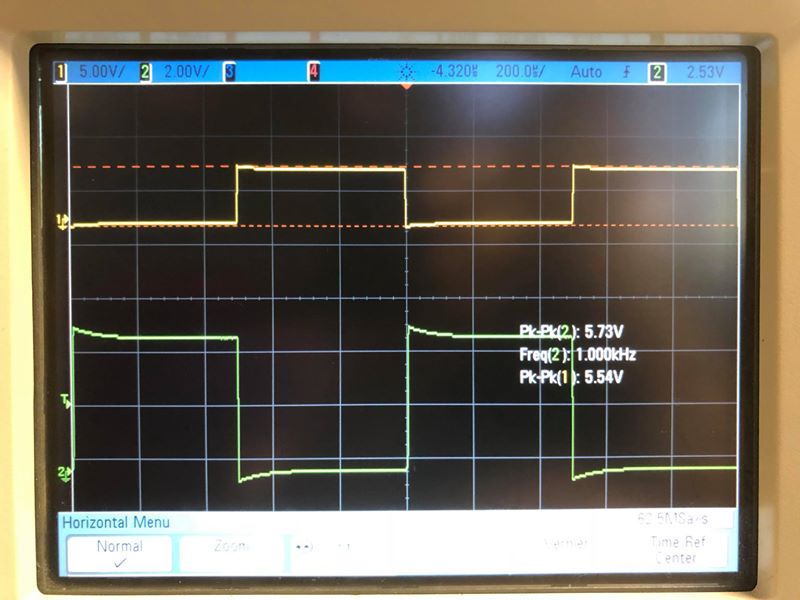 1 5.00V/ 2 2.00V/ 3 4 -4.320µs 200.0µs/ Auto 2 2.53V
1
Pk-Pk(2): 5.73V
Freq(2): 1.000kHz
Pk-Pk(1): 5.54V
T
2
Horizontal Menu 62.5MSa/s
Normal Zoom Vernier Time Ref
Center